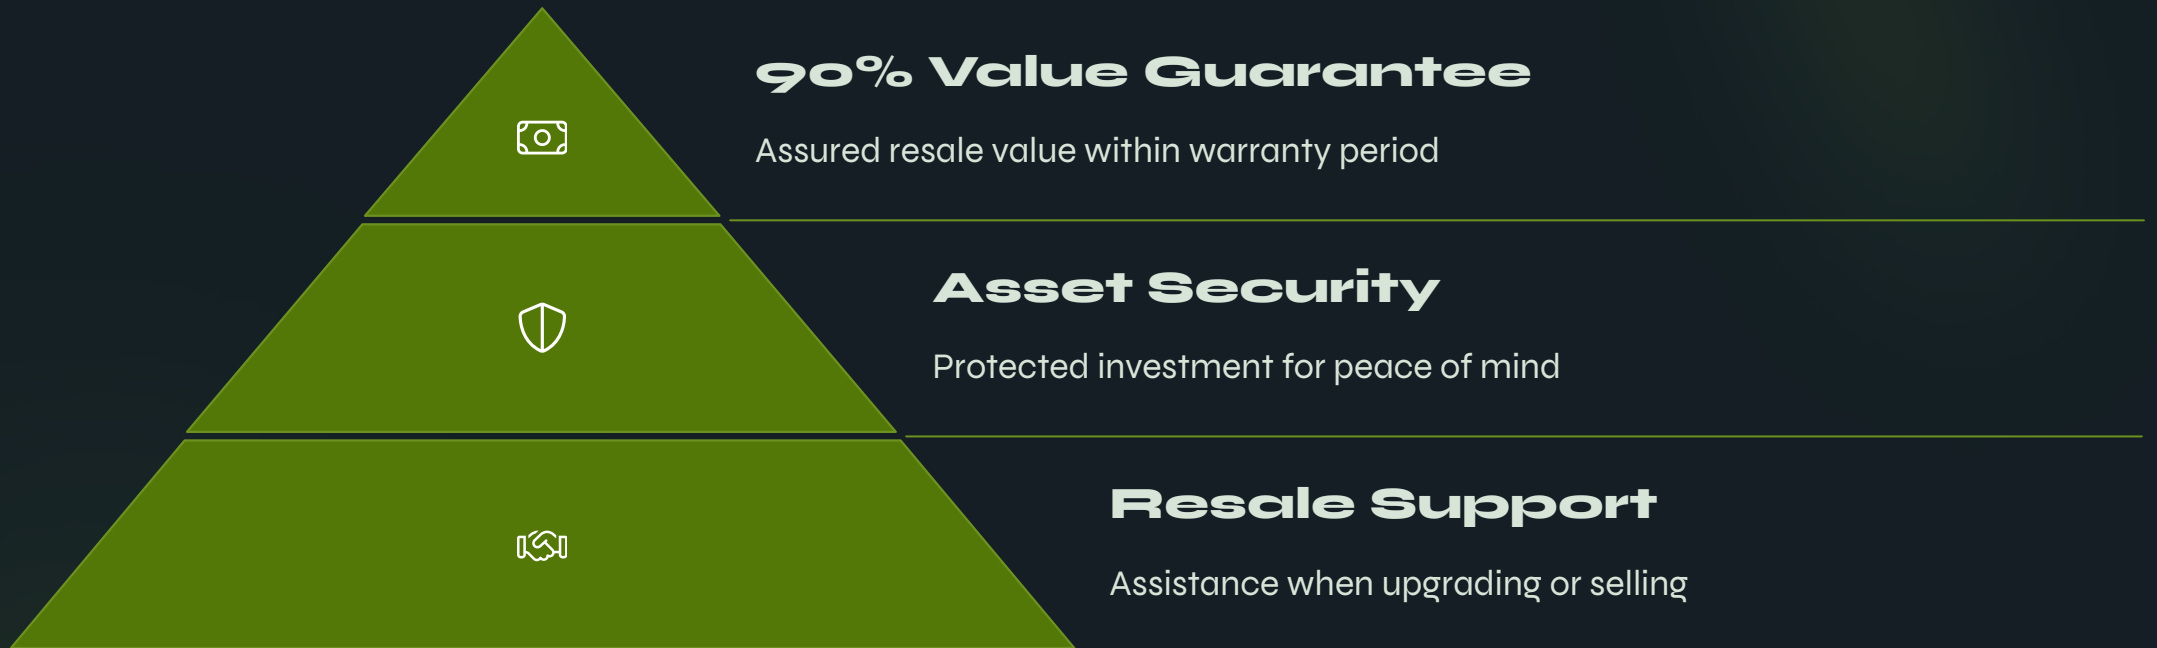 90% Value Guarantee
Assured resale value within warranty period
Asset Security
Protected investment for peace of mind
Resale Support
Assistance when upgrading or selling